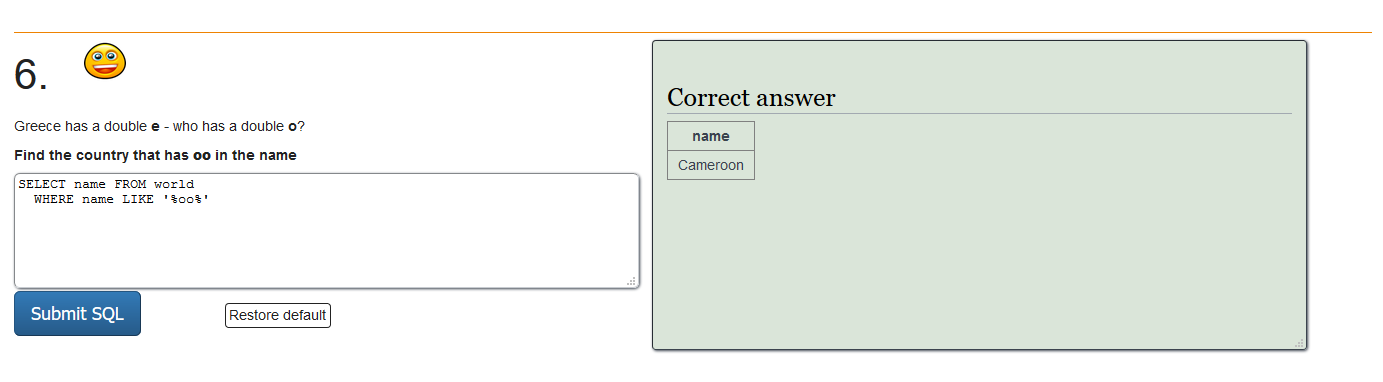 6.
Greece has a double e - who has a double o?
Find the country that has oo in the name
SELECT name FROM world
  WHERE name LIKE '%oo%'
Submit SQL
Restore default
Correct answer
name
Cameroon